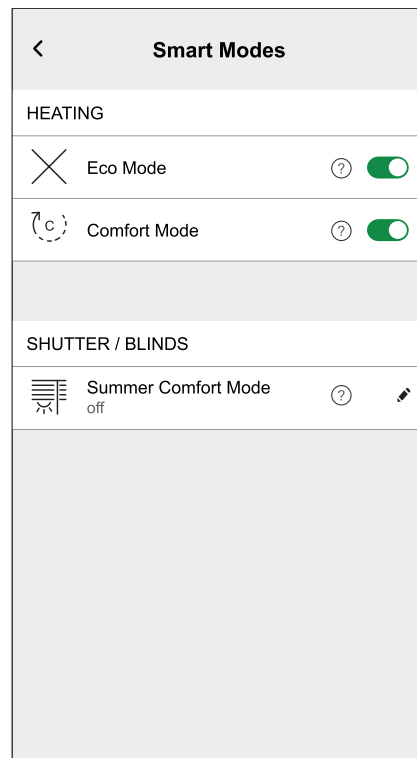 Smart Modes
HEATING
Eco Mode ?
C Comfort Mode ?
SHUTTER / BLINDS
Summer Comfort Mode ?
off